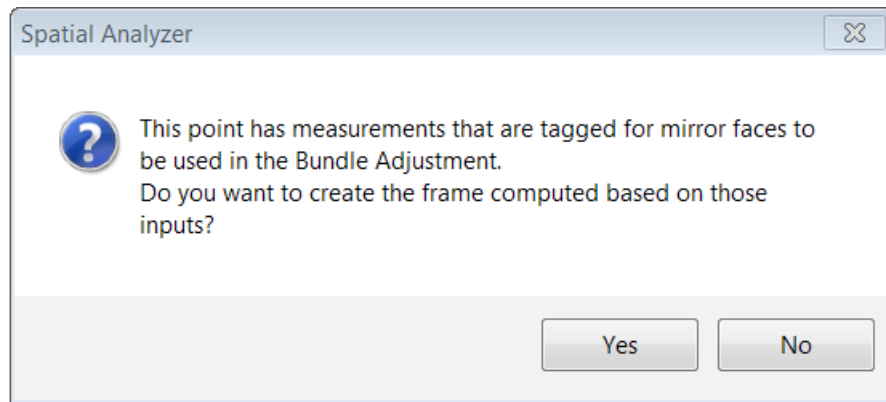 Spatial Analyzer
This point has measurements that are tagged for mirror faces to
be used in the Bundle Adjustment.
Do you want to create the frame computed based on those
inputs?
Yes
No